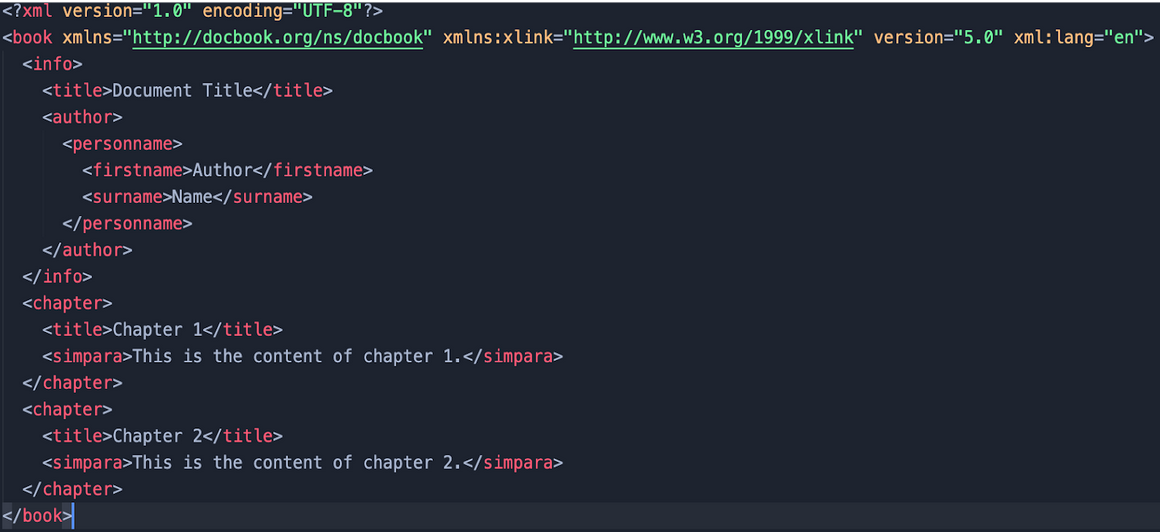 <?xml version="1.0" encoding="UTF-8"?>
<book xmlns="http://docbook.org/ns/docbook" xmlns:xlink="http://www.w3.org/1999/xlink" version="5.0" xml:lang="en">
  <info>
    <title>Document Title</title>
    <author>
      <personname>
        <firstname>Author</firstname>
        <surname>Name</surname>
      </personname>
    </author>
  </info>
  <chapter>
    <title>Chapter 1</title>
    <simpara>This is the content of chapter 1.</simpara>
  </chapter>
  <chapter>
    <title>Chapter 2</title>
    <simpara>This is the content of chapter 2.</simpara>
  </chapter>
</book>